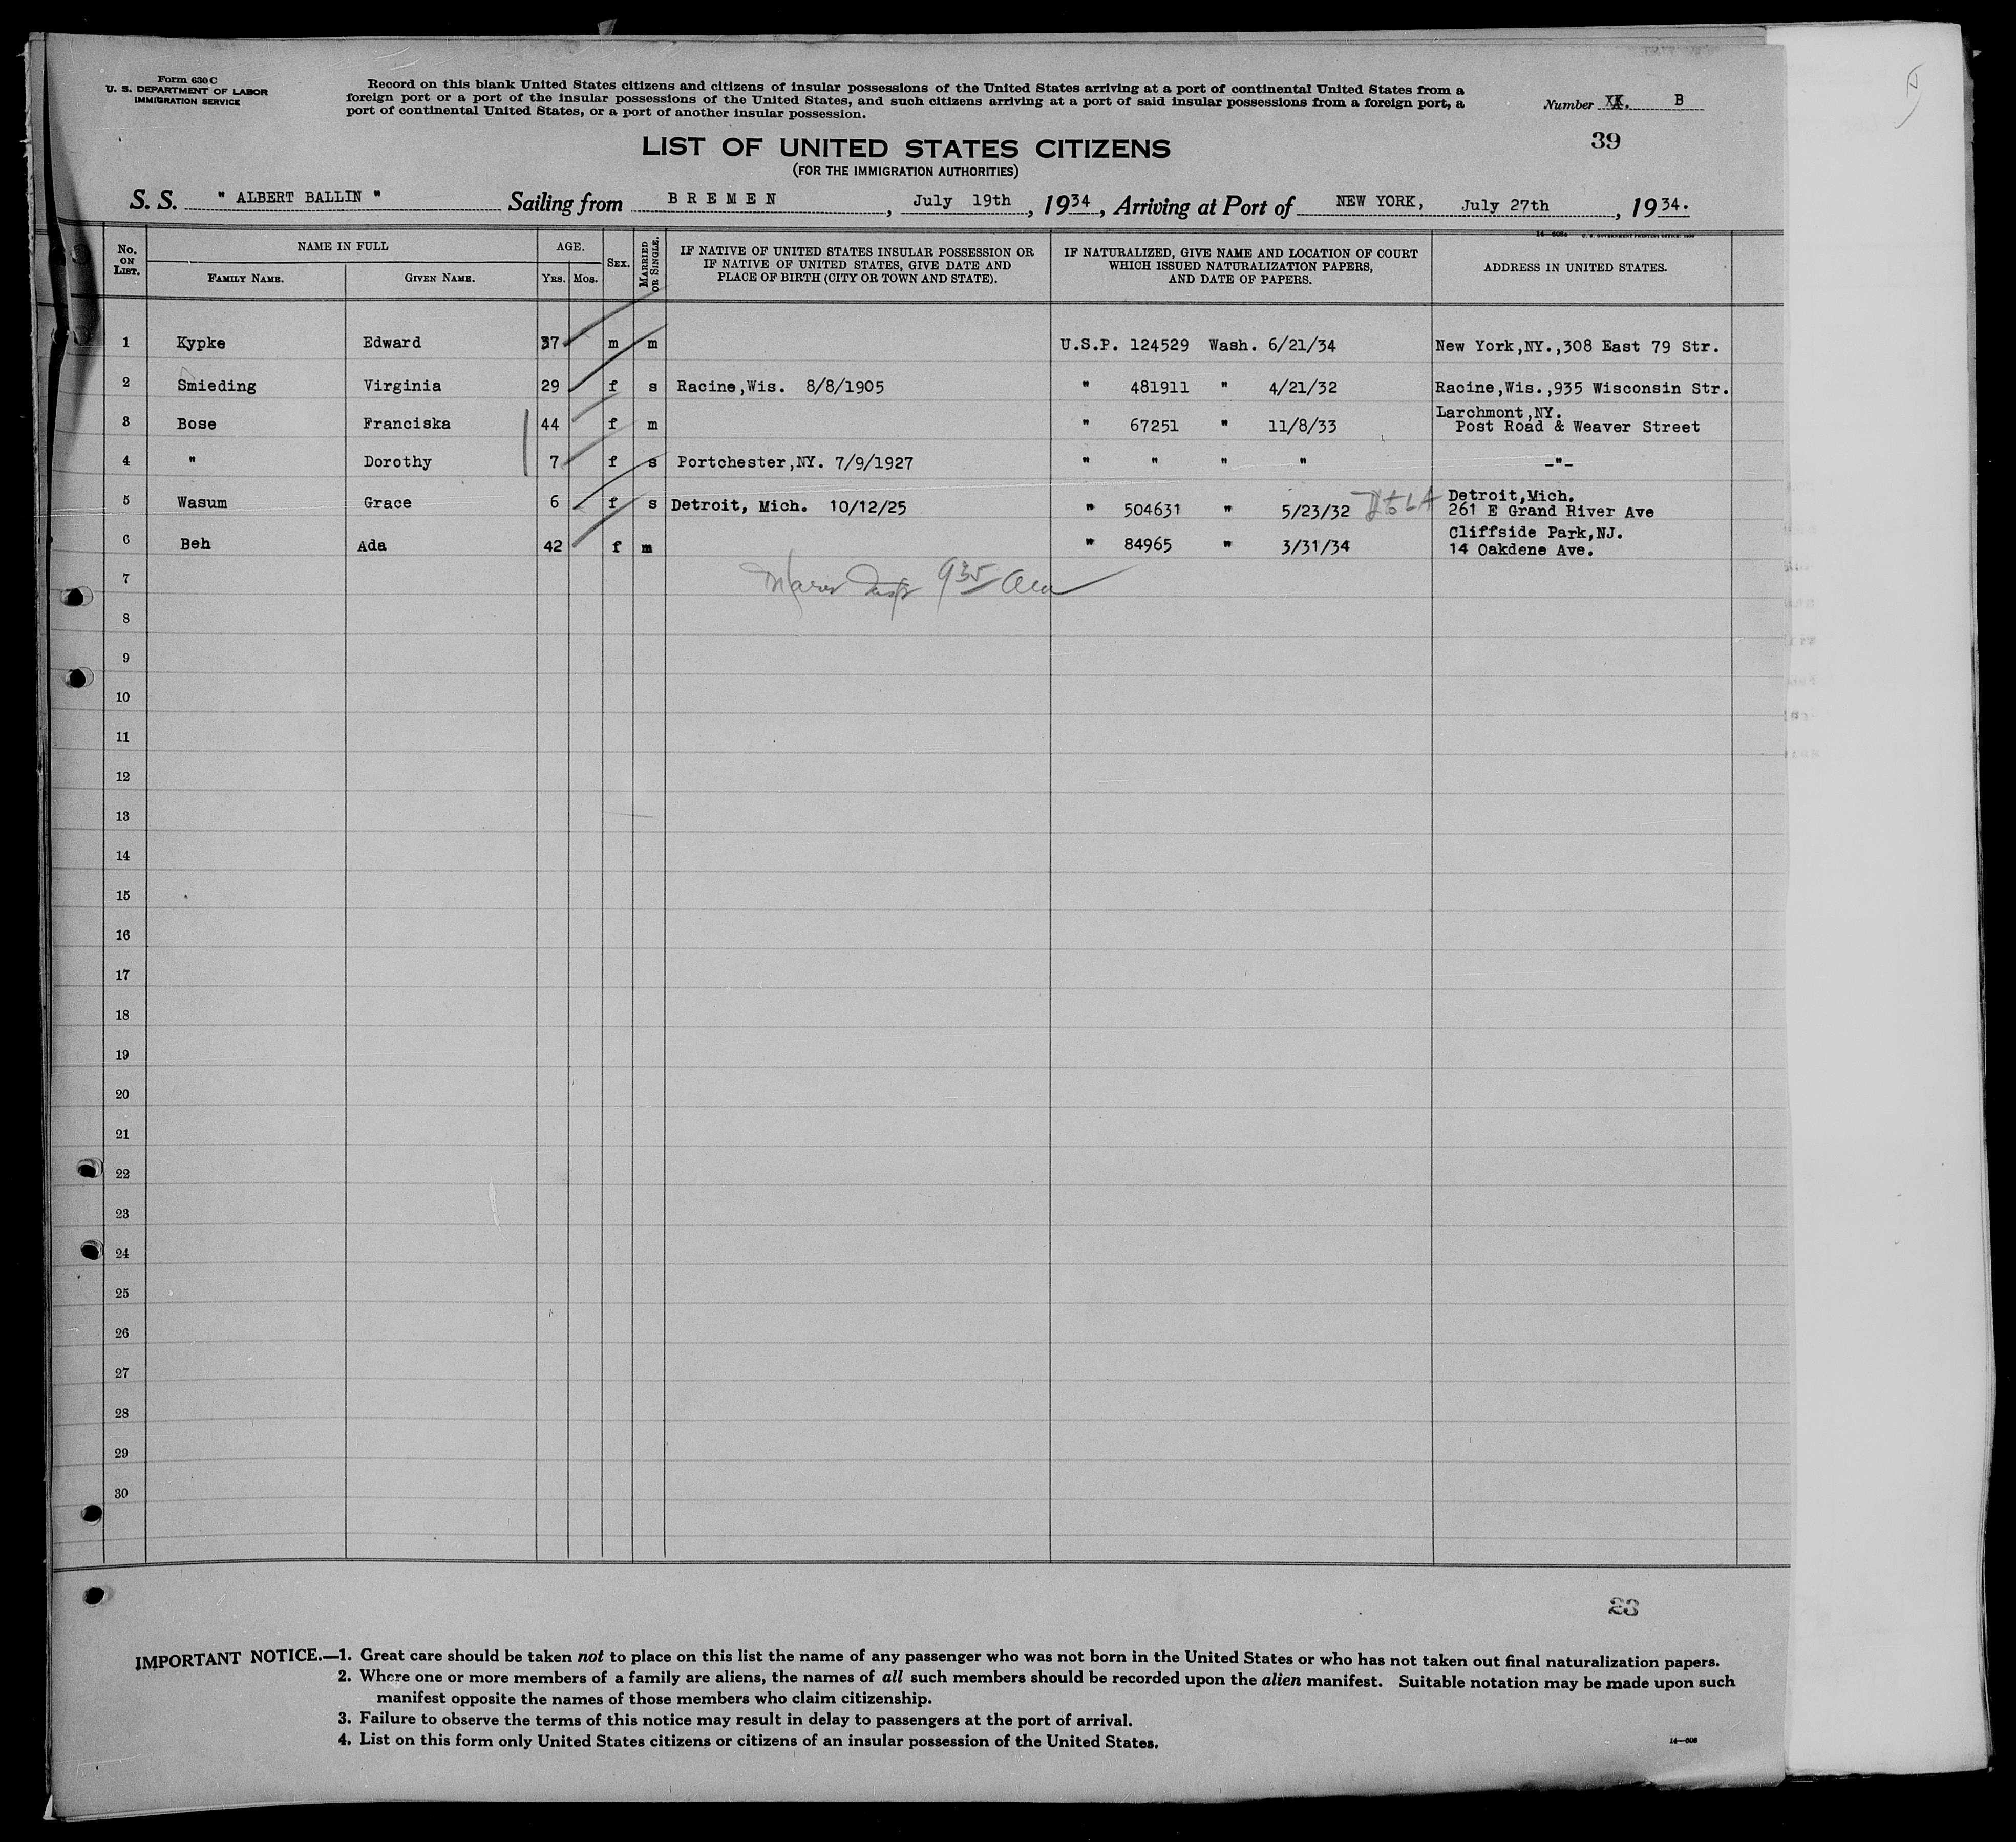 Form 630 C
U. S. DEPARTMENT OF LABOR
IMMIGRATION SERVICE
Record on this blank United States citizens and citizens of insular possessions of the United States arriving at a port of continental United States from a
foreign port or a port of the insular possessions of the United States, and such citizens arriving at a port of said insular possessions from a foreign port, a
port of continental United States, or a port of another insular possession.
Number XX. B
39
LIST OF UNITED STATES CITIZENS
(FOR THE IMMIGRATION AUTHORITIES)
S. S. " ALBERT BALLIN " Sailing from BREMEN, July 19th, 1934, Arriving at Port of NEW YORK, July 27th, 1934.
No. ON LIST. NAME IN FULL AGE. SEX. MARRIED OR SINGLE. IF NATIVE OF UNITED STATES INSULAR POSSESSION OR IF NATIVE OF UNITED STATES, GIVE DATE AND PLACE OF BIRTH (CITY OR TOWN AND STATE). IF NATURALIZED, GIVE NAME AND LOCATION OF COURT WHICH ISSUED NATURALIZATION PAPERS, AND DATE OF PAPERS. ADDRESS IN UNITED STATES.
FAMILY NAME. GIVEN NAME. YRS. MOS.
1 Kypke Edward 37 m m U.S.P. 124529 Wash. 6/21/34 New York,NY.,308 East 79 Str.
2 Smieding Virginia 29 f s Racine,Wis. 8/8/1905 " 481911 " 4/21/32 Racine,Wis.,935 Wisconsin Str.
3 Bose Franciska 44 f m " 67251 " 11/8/33 Larchmont,NY.
Post Road & Weaver Street
4 " Dorothy 7 f s Portchester,NY. 7/9/1927 " " " " -"-
5 Wasum Grace 6 f s Detroit, Mich. 10/12/25 " 504631 " 5/23/32 Detroit,Mich.
261 E Grand River Ave
6 Beh Ada 42 f m " 84965 " 3/31/34 Cliffside Park,NJ.
14 Oakdene Ave.
7
935
8
9
10
11
12
13
14
15
16
17
18
19
20
21
22
23
24
25
26
27
28
29
30
23
IMPORTANT NOTICE.—1. Great care should be taken not to place on this list the name of any passenger who was not born in the United States or who has not taken out final naturalization papers.
2. Where one or more members of a family are aliens, the names of all such members should be recorded upon the alien manifest. Suitable notation may be made upon such
manifest opposite the names of those members who claim citizenship.
3. Failure to observe the terms of this notice may result in delay to passengers at the port of arrival.
4. List on this form only United States citizens or citizens of an insular possession of the United States.
14—608